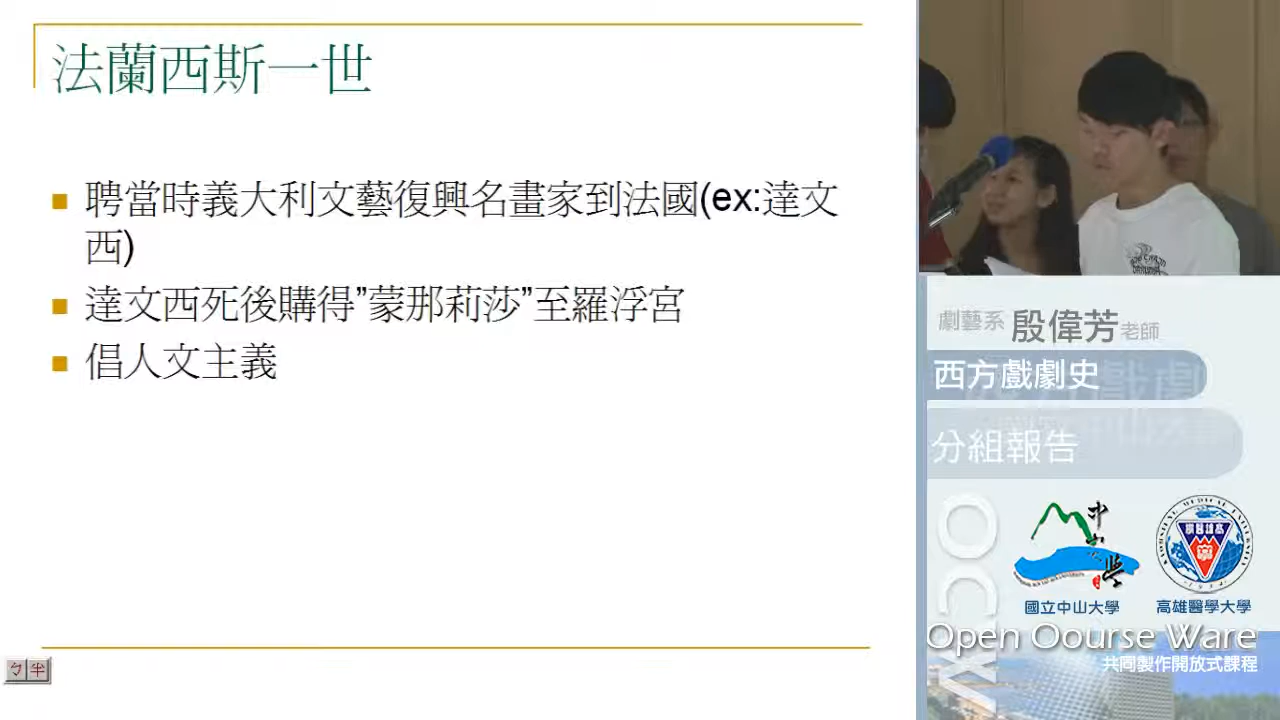 法蘭西斯一世
聘當時義大利文藝復興名畫家到法國(ex:達文
西)
達文西死後購得”蒙那莉莎”至羅浮宮
倡人文主義
ㄅ半
劇藝系 殷偉芳老師
西方戲劇史
分組報告
國立中山大學
高雄醫學大學
OCW
Open Oourse Ware
共同製作開放式課程